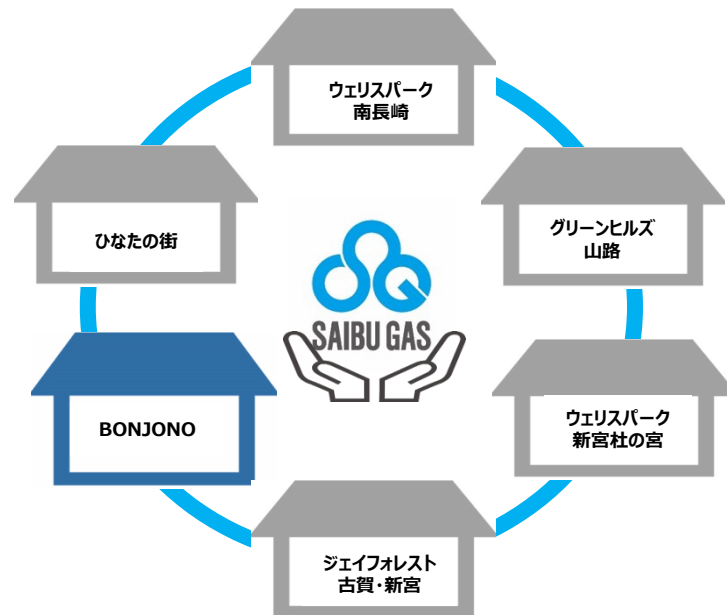 ウェリスパーク
南長崎
ひなたの街
グリーンヒルズ
山路
SAIBU GAS
BONJONO
ウェリスパーク
新宮杜の宮
ジェイフォレスト
古賀・新宮